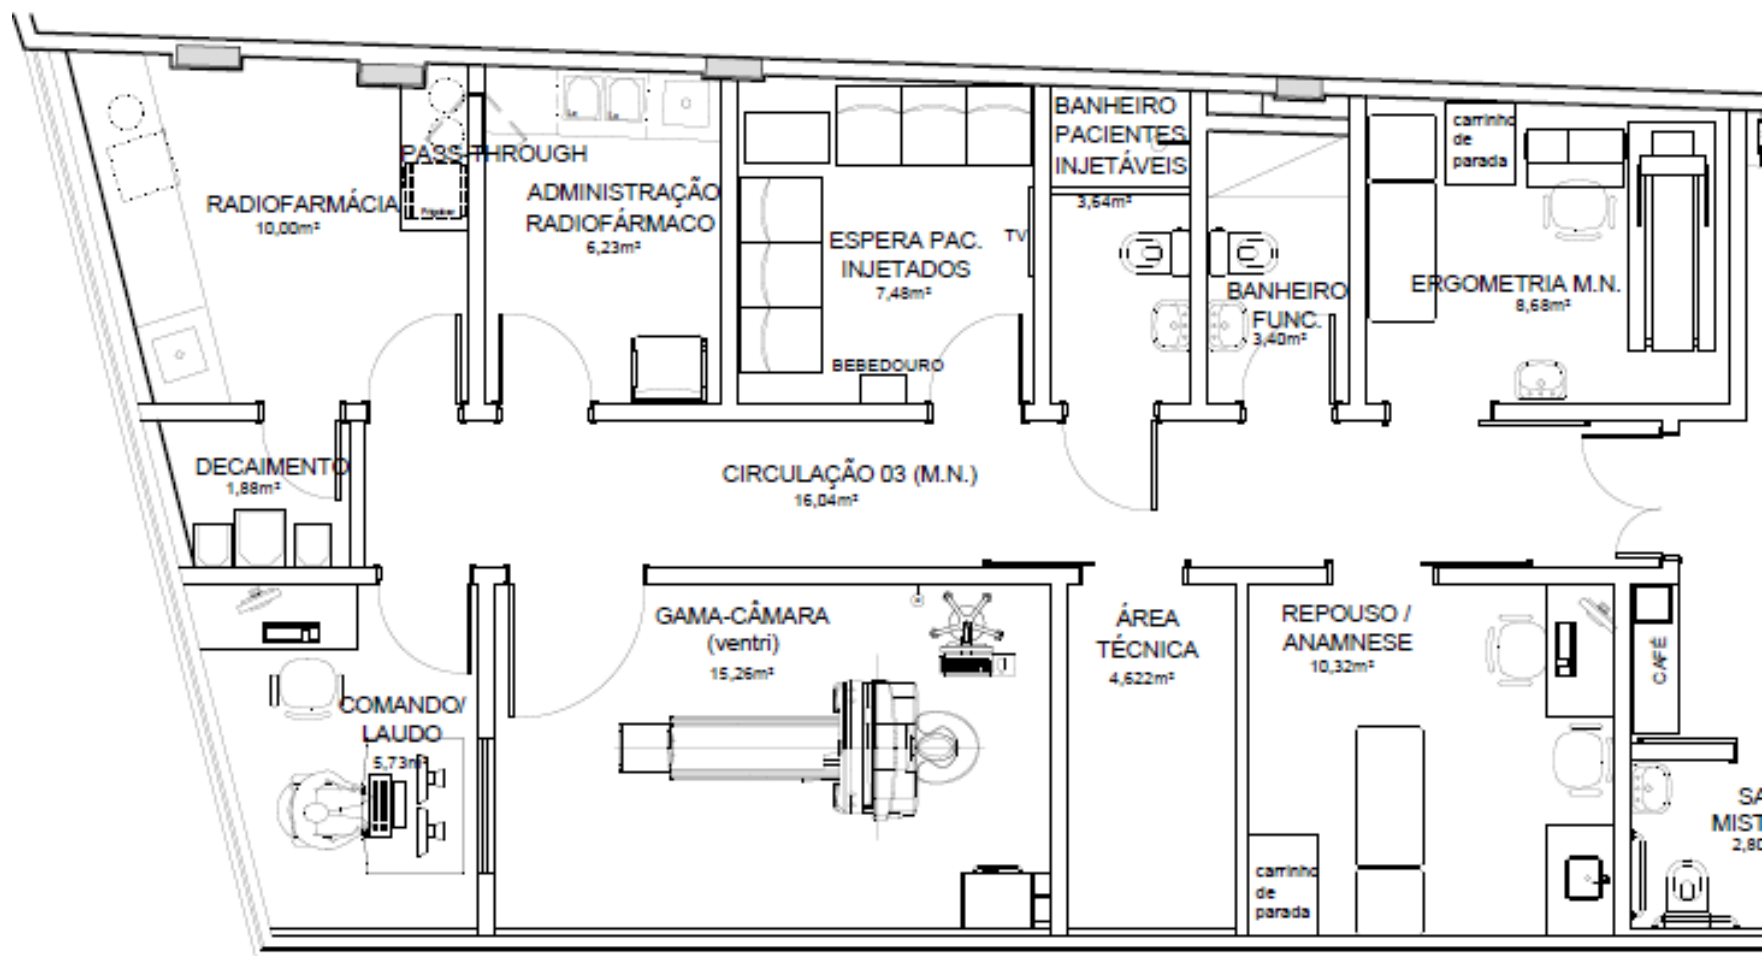 BANHEIRO
PACIENTES
INJETÁVEIS
3,64m²
carrinho
de
parada
PASS-THROUGH
Frigobar
RADIOFARMÁCIA
10,00m²
ADMINISTRAÇÃO
RADIOFÁRMACO
6,23m²
ESPERA PAC.
INJETADOS
7,48m²
TV
BEBEDOURO
BANHEIRO
FUNC.
3,40m²
ERGOMETRIA M.N.
8,68m²
DECAIMENTO
1,88m²
CIRCULAÇÃO 03 (M.N.)
16,04m²
COMANDO/
LAUDO
5,73m²
GAMA-CÂMARA
(ventri)
15,26m²
ÁREA
TÉCNICA
4,622m²
REPOUSO /
ANAMNESE
10,32m²
CAFÉ
carrinho
de
parada
SA
MIST
2,80